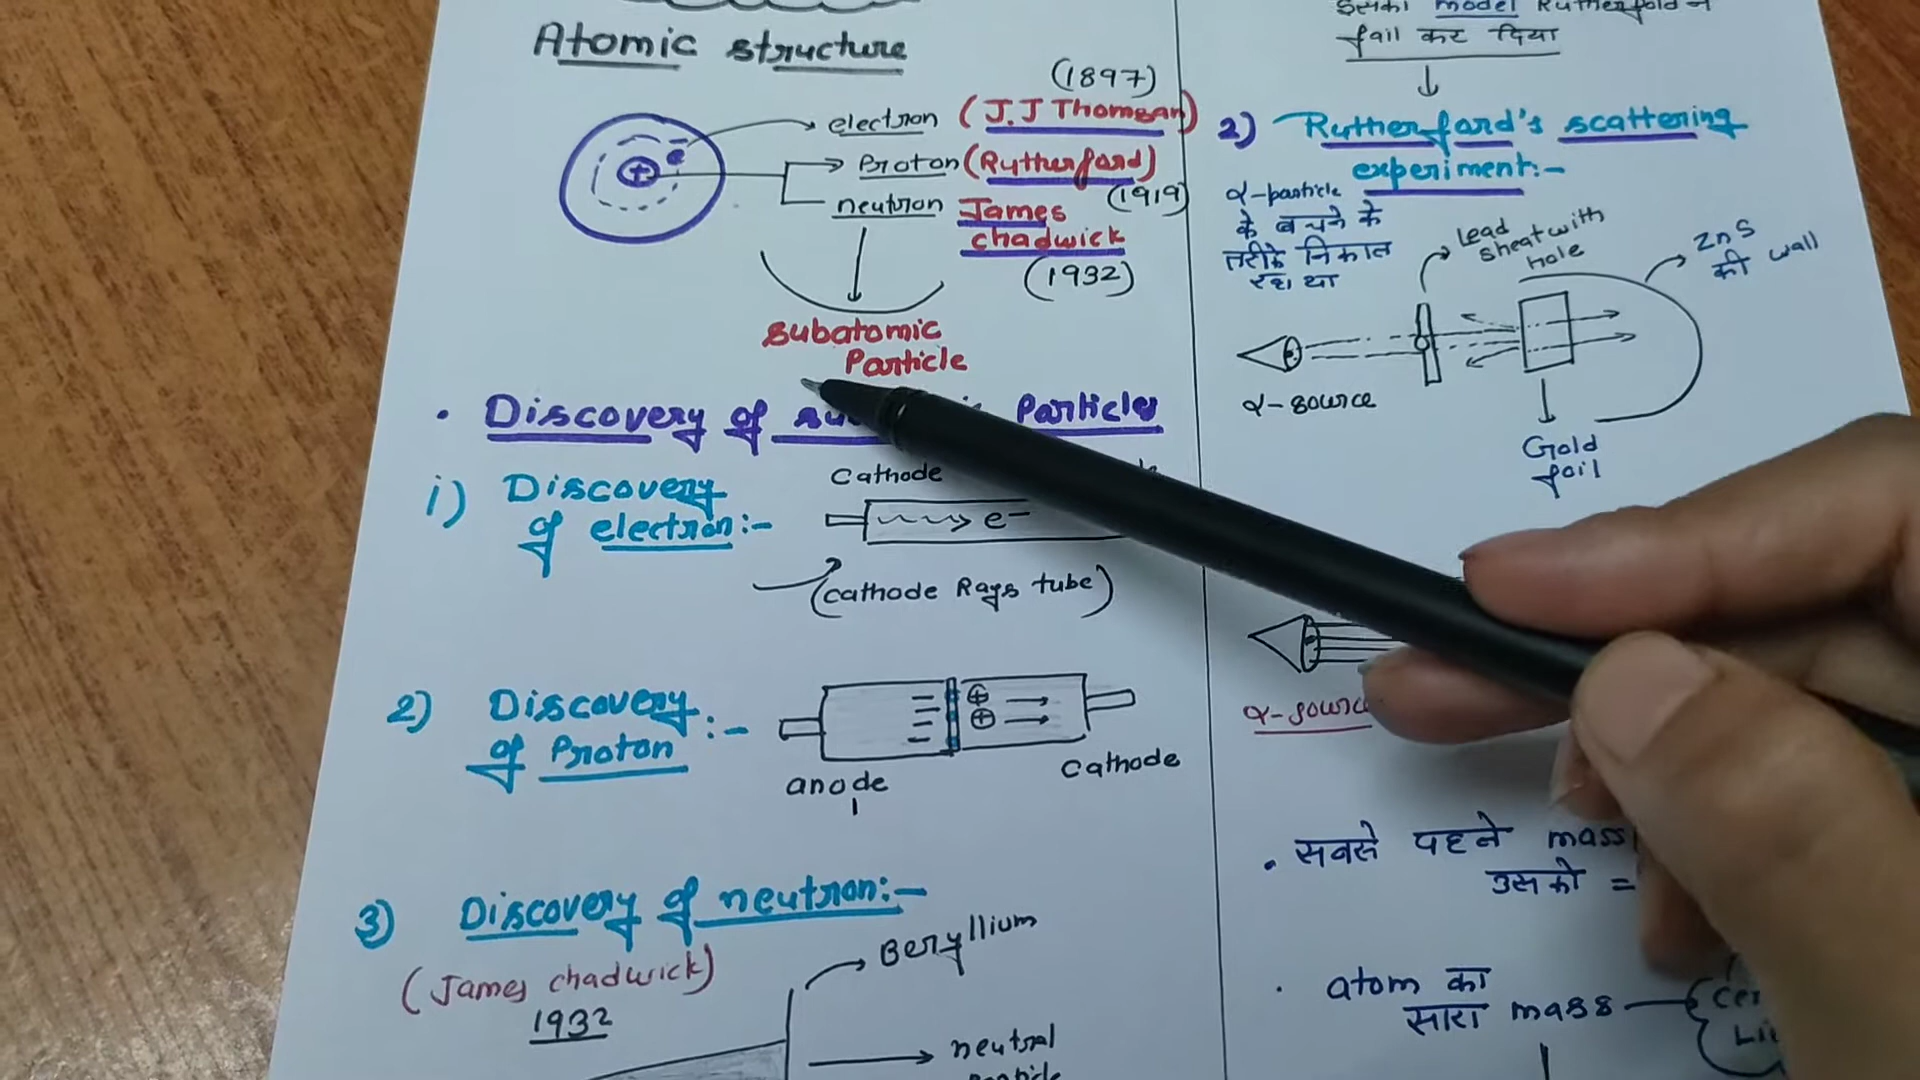 Atomic structure
(1897)
electron (J.J Thomson)
Proton (Rutherford)
(1919)
neutron James
chadwick
(1932)
subatomic
Particle
• Discovery of Particles
i) Discovery
of electron:-
Cathode
e-
(cathode Rays tube)
2) Discovery
of Proton :-
anode
Cathode
3) Discovery of neutron:-
(James chadwick)
1932
Beryllium
neutral
इसका model Rutherfold ने
fail कर दिया
2) Rutherford's scattering
experiment:-
α-particle
के बचने के
तरीके निकाल
रहा था
Lead
sheat with
hole
ZnS
की wall
α-source
Gold
foil
α-source
• सबसे पहले mass
उसको =
• atom का
सारा mass